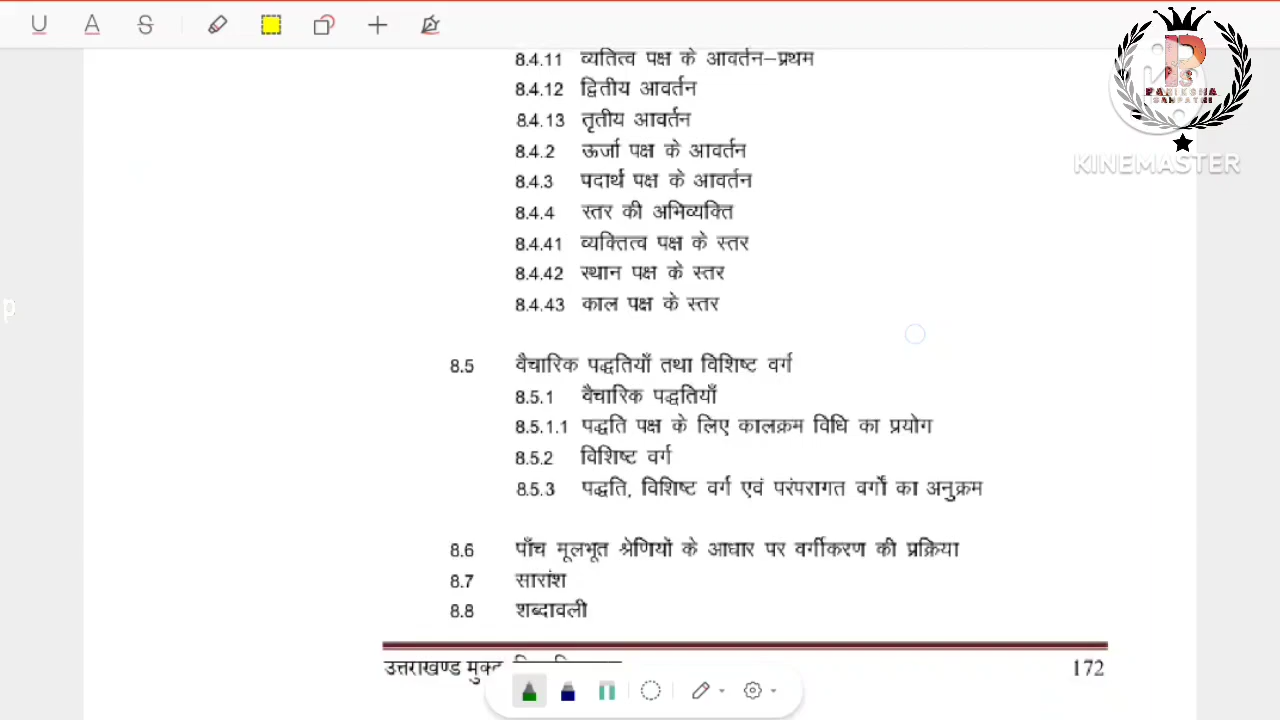 8.4.11 व्यतित्व पक्ष के आवर्तन–प्रथम
8.4.12 द्वितीय आवर्तन
8.4.13 तृतीय आवर्तन
8.4.2 ऊर्जा पक्ष के आवर्तन
8.4.3 पदार्थ पक्ष के आवर्तन
8.4.4 स्तर की अभिव्यक्ति
8.4.41 व्यक्तित्व पक्ष के स्तर
8.4.42 स्थान पक्ष के स्तर
8.4.43 काल पक्ष के स्तर
8.5 वैचारिक पद्धतियाँ तथा विशिष्ट वर्ग
8.5.1 वैचारिक पद्धतियाँ
8.5.1.1 पद्धति पक्ष के लिए कालक्रम विधि का प्रयोग
8.5.2 विशिष्ट वर्ग
8.5.3 पद्धति, विशिष्ट वर्ग एवं परंपरागत वर्गों का अनुक्रम
8.6 पाँच मूलभूत श्रेणियों के आधार पर वर्गीकरण की प्रक्रिया
8.7 सारांश
8.8 शब्दावली
उत्तराखण्ड मुक्त 172
PARIKSHA
SAHPATHI
KINEMASTER
p